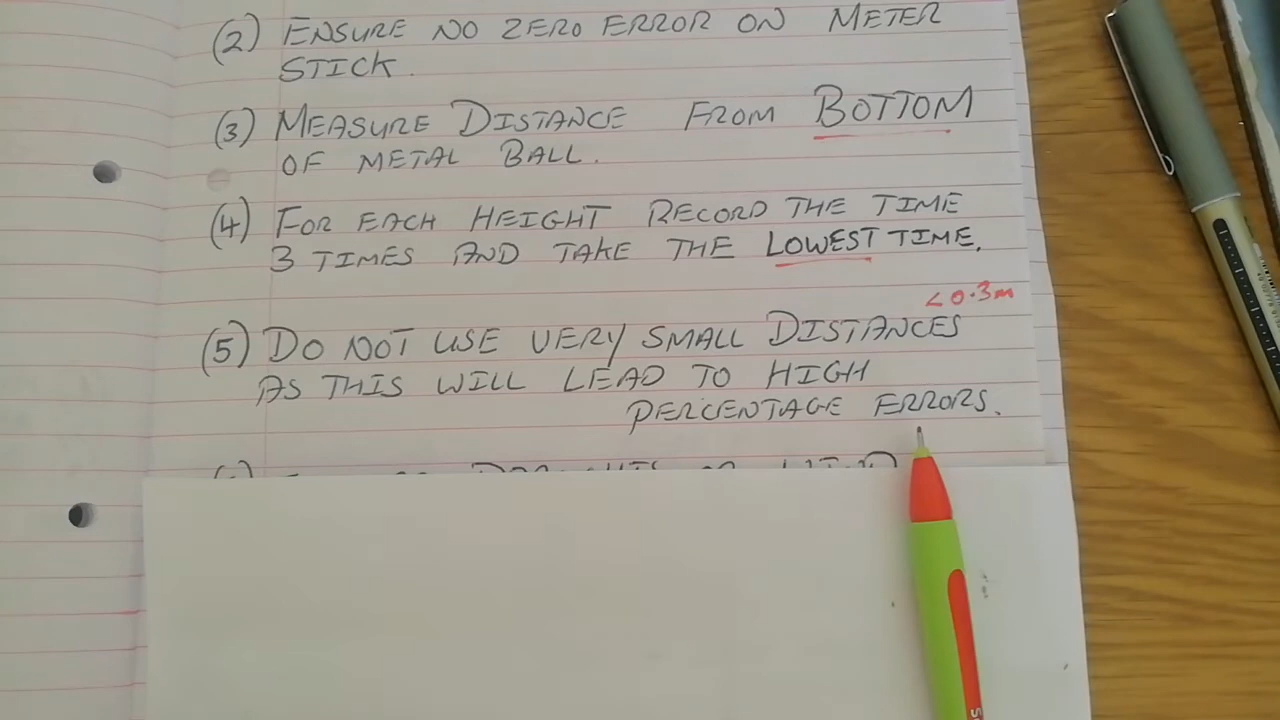 (2) ENSURE NO ZERO ERROR ON METER
STICK.
(3) MEASURE DISTANCE FROM BOTTOM
OF METAL BALL.
(4) FOR EACH HEIGHT RECORD THE TIME
3 TIMES AND TAKE THE LOWEST TIME.
<0.3m
(5) DO NOT USE VERY SMALL DISTANCES
AS THIS WILL LEAD TO HIGH
PERCENTAGE ERRORS.